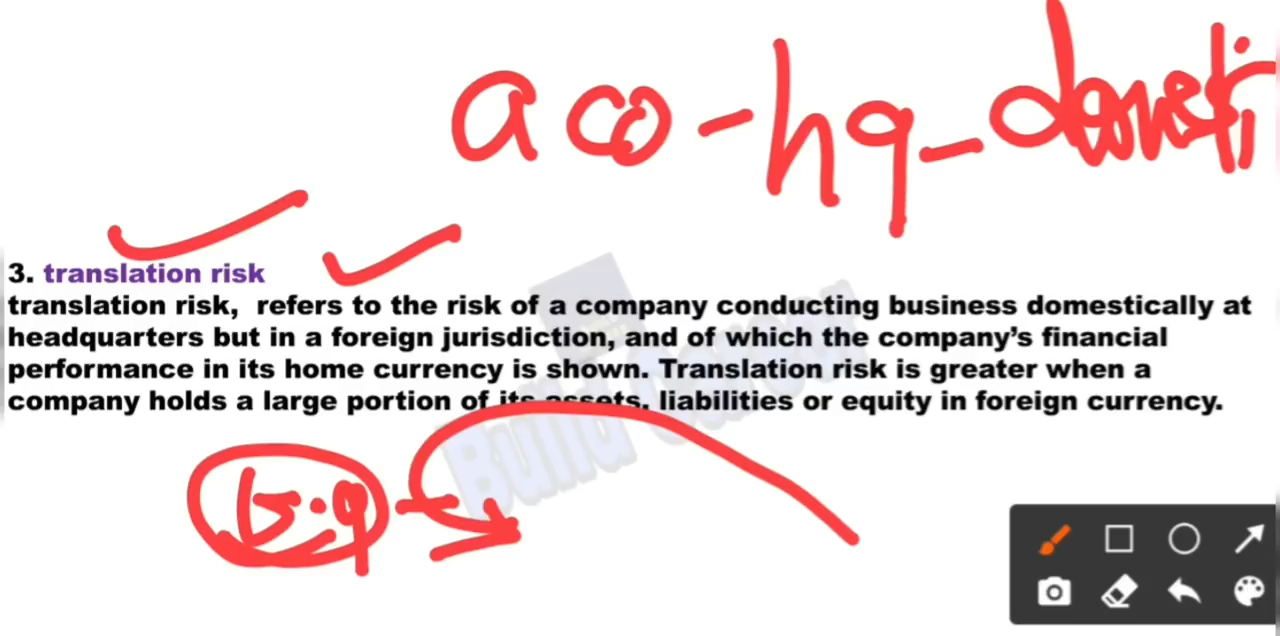 a co - hq - domesti
3. translation risk
translation risk,  refers to the risk of a company conducting business domestically at
headquarters but in a foreign jurisdiction, and of which the company's financial
performance in its home currency is shown. Translation risk is greater when a
company holds a large portion of its assets, liabilities or equity in foreign currency.
Build Career